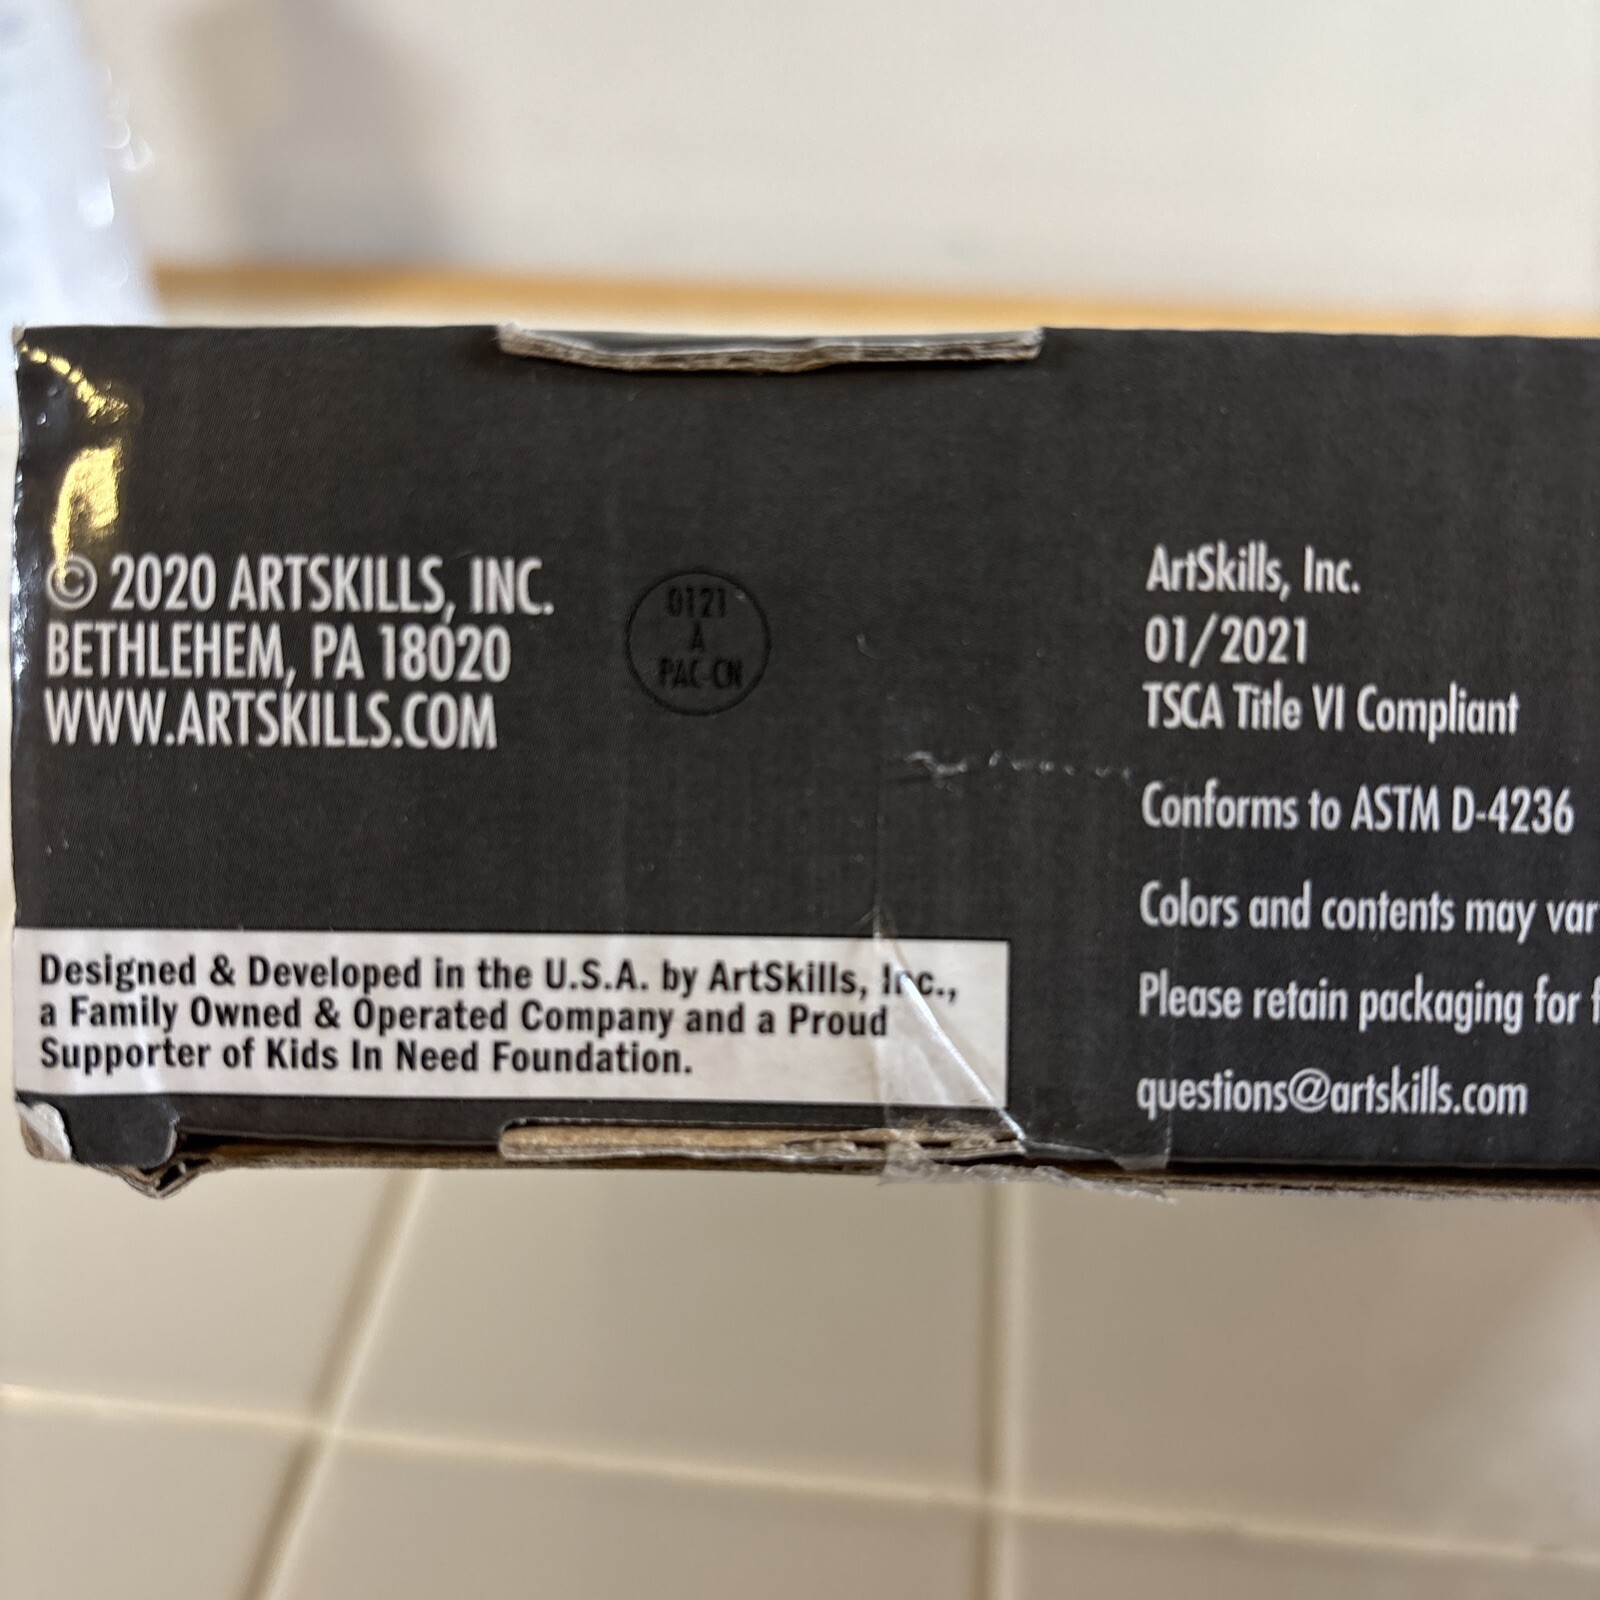 © 2020 ARTSKILLS, INC.
BETHLEHEM, PA 18020
WWW.ARTSKILLS.COM
0121
A
PAC-CN
Designed & Developed in the U.S.A. by ArtSkills, Inc.,
a Family Owned & Operated Company and a Proud
Supporter of Kids In Need Foundation.
ArtSkills, Inc.
01/2021
TSCA Title VI Compliant
Conforms to ASTM D-4236
Colors and contents may
Please retain packaging for
questions@artskills.com